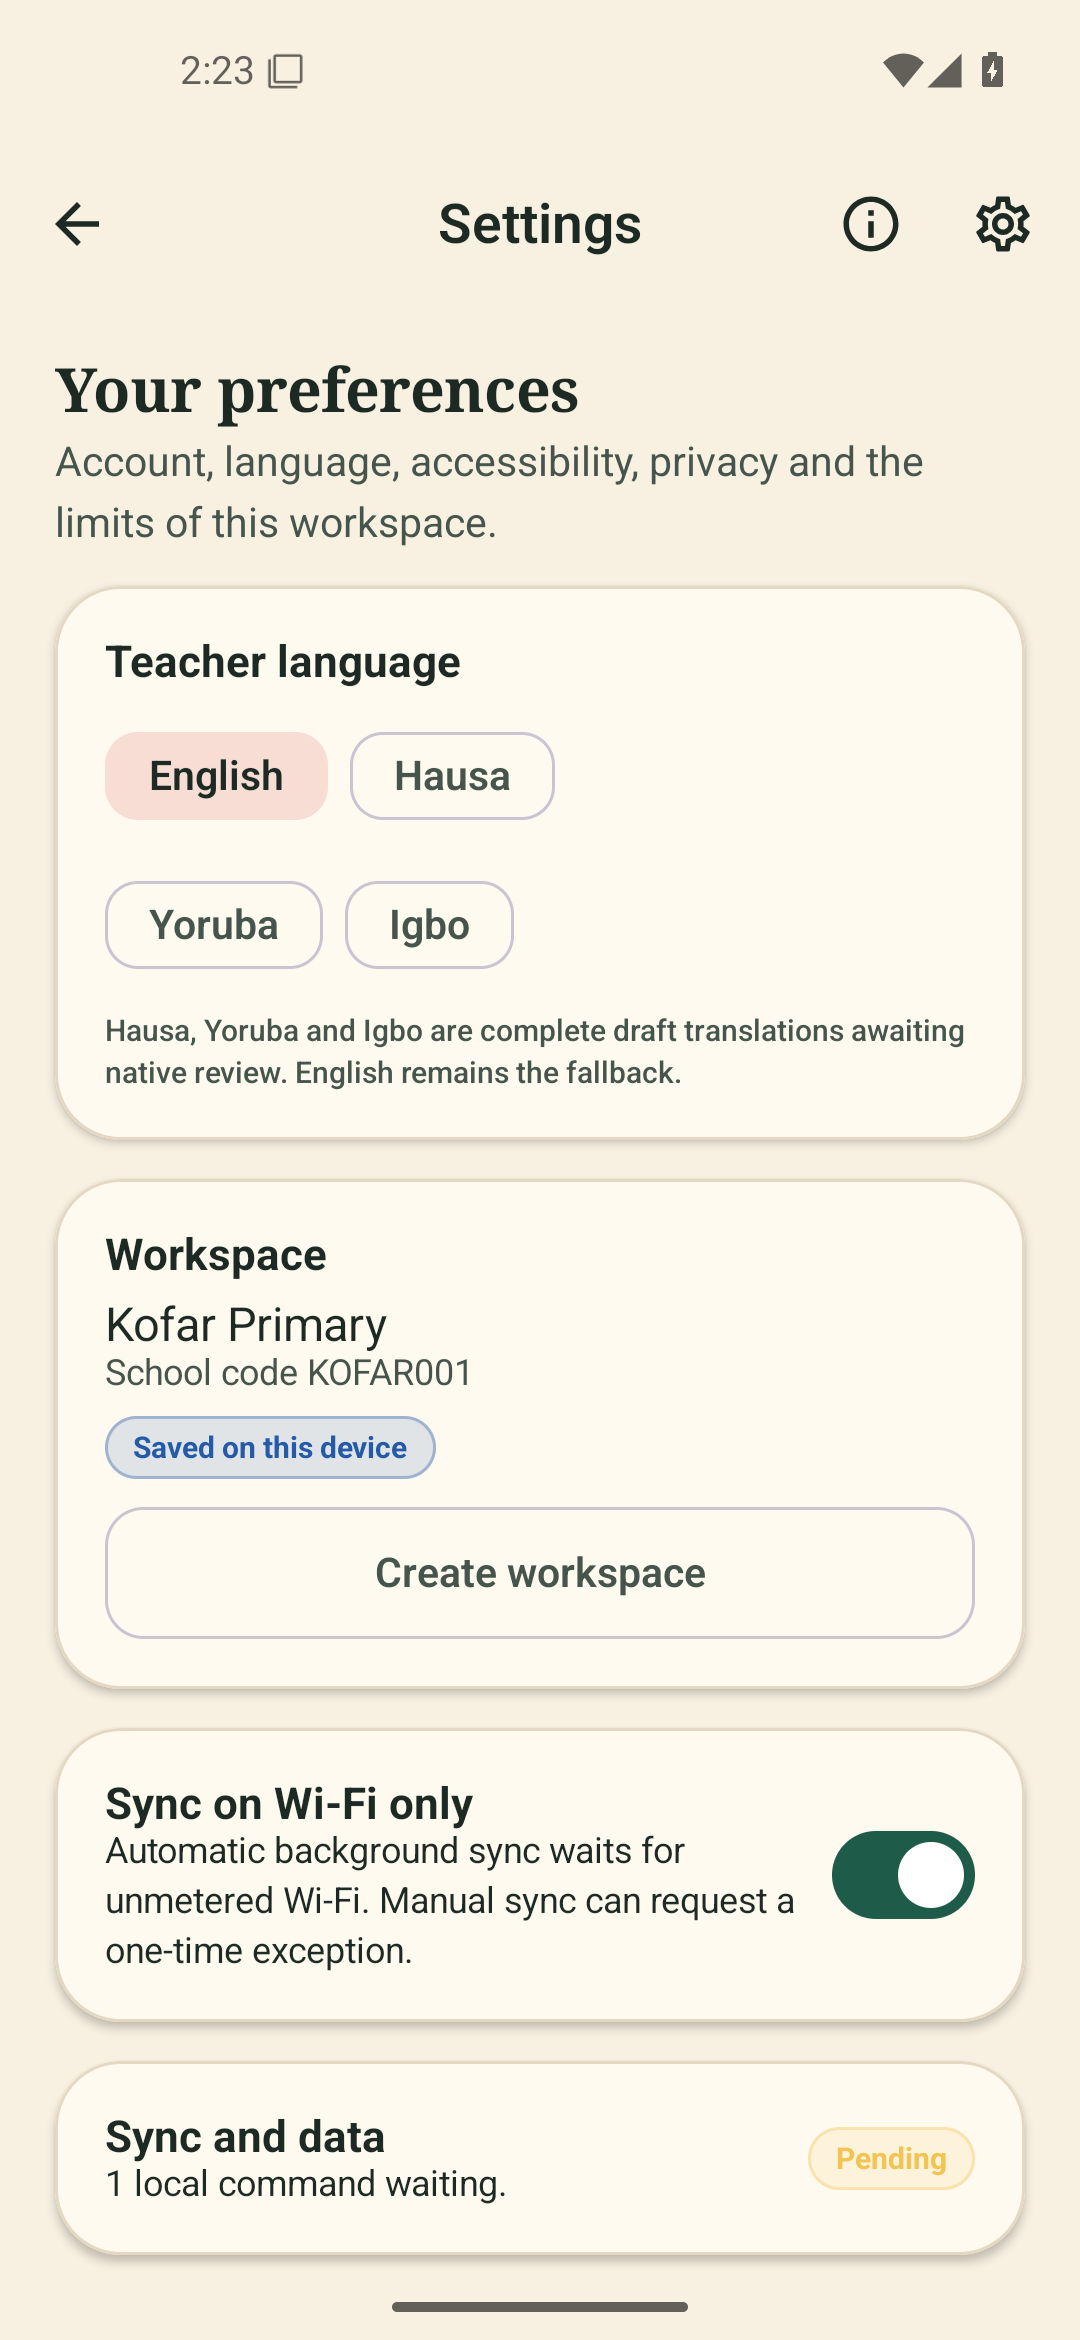 2:23
Settings
Your preferences
Account, language, accessibility, privacy and the
limits of this workspace.
Teacher language
English
Hausa
Yoruba
Igbo
Hausa, Yoruba and Igbo are complete draft translations awaiting
native review. English remains the fallback.
Workspace
Kofar Primary
School code KOFAR001
Saved on this device
Create workspace
Sync on Wi-Fi only
Automatic background sync waits for
unmetered Wi-Fi. Manual sync can request a
one-time exception.
Sync and data
1 local command waiting.
Pending